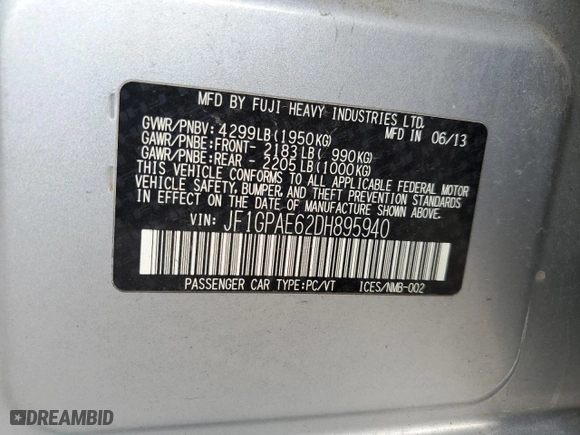 MFD BY FUJI HEAVY INDUSTRIES LTD.
MFD IN 06/13
GVWR/PNBV: 4299LB(1950KG)
GAWR/PNBE:FRONT- 2183LB( 990KG)
GAWR/PNBE:REAR - 2205LB(1000KG)
THIS VEHICLE CONFORMS TO ALL APPLICABLE FEDERAL MOTOR
VEHICLE SAFETY, BUMPER, AND THEFT PREVENTION STANDARDS
IN EFFECT ON THE DATE OF MANUFACTURE SHOWN ABOVE.
VIN: JF1GPAE62DH895940
PASSENGER CAR TYPE:PC/VT ICES/NMB-002
DREAMBID